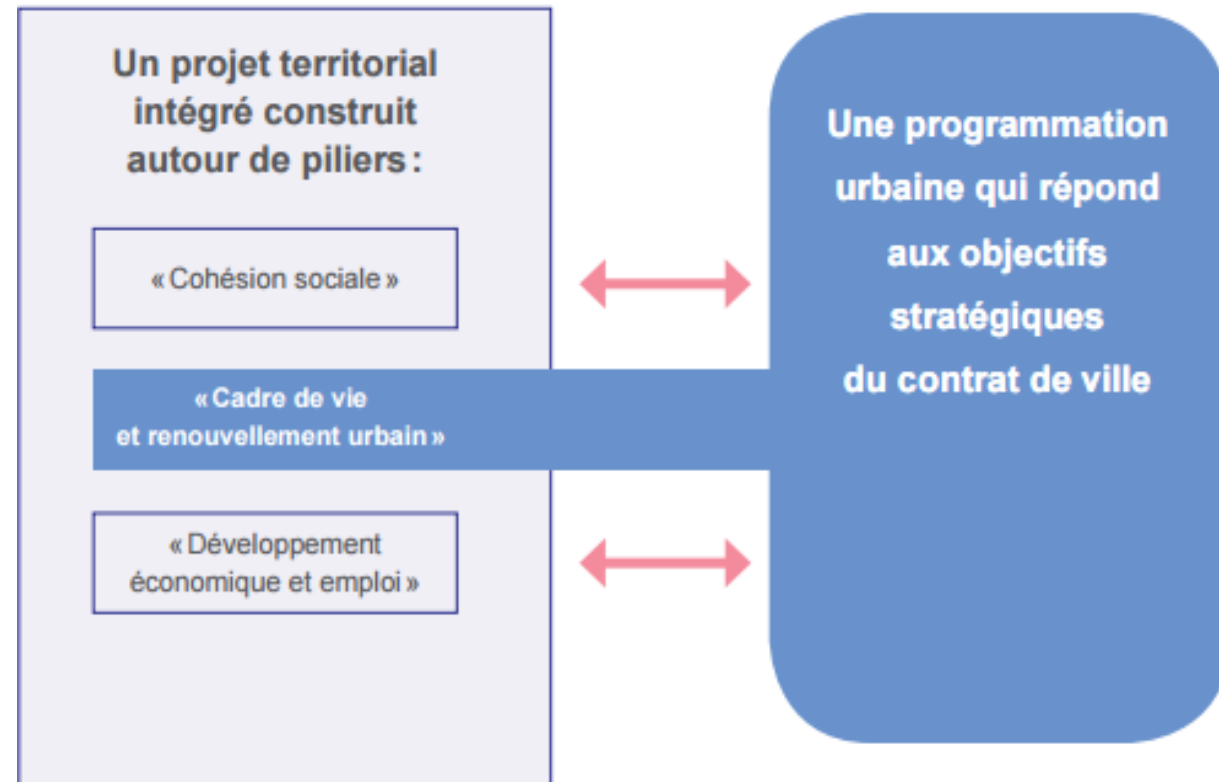 Un projet territorial
intégré construit
autour de piliers :
« Cohésion sociale »
« Cadre de vie
et renouvellement urbain »
« Développement
économique et emploi »
Une programmation
urbaine qui répond
aux objectifs
stratégiques
du contrat de ville